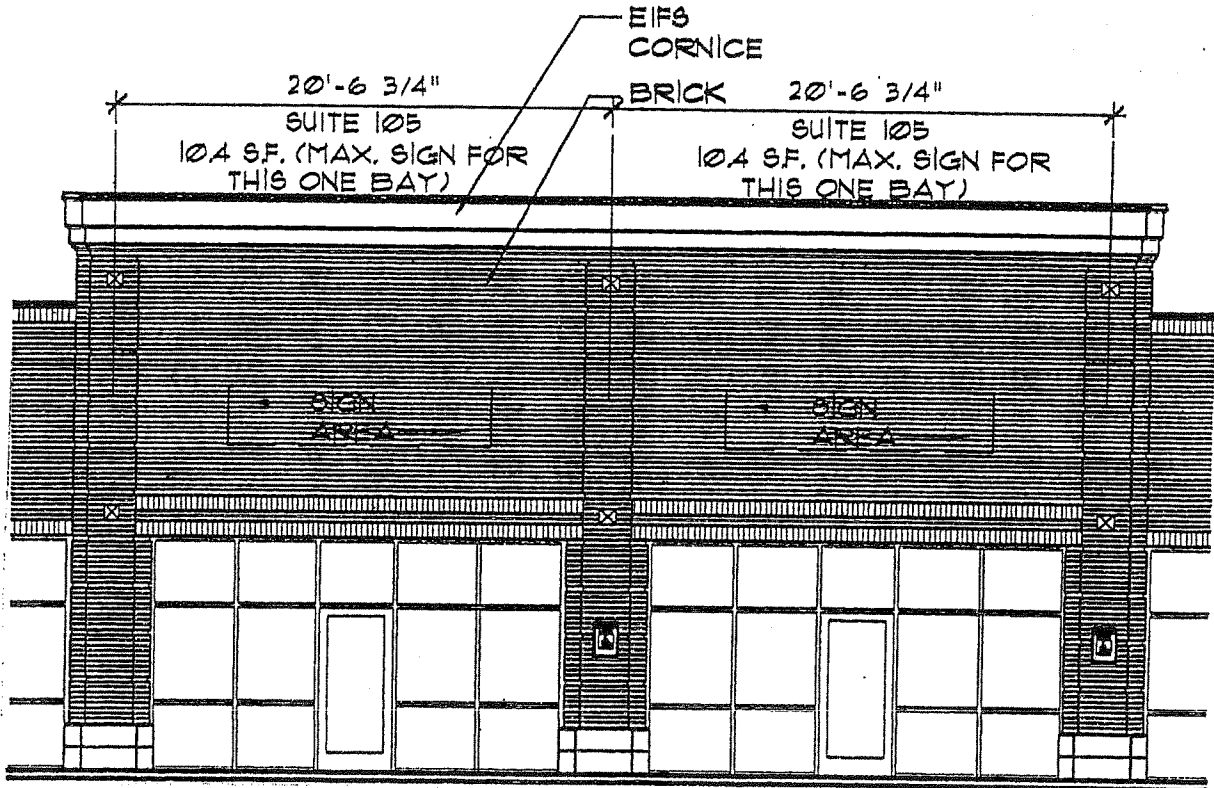 EIFS
CORNICE
BRICK
20'-6 3/4"
SUITE 105
10.4 S.F. (MAX. SIGN FOR
THIS ONE BAY)
20'-6 3/4"
SUITE 105
10.4 S.F. (MAX. SIGN FOR
THIS ONE BAY)
SIGN
AREA
SIGN
AREA